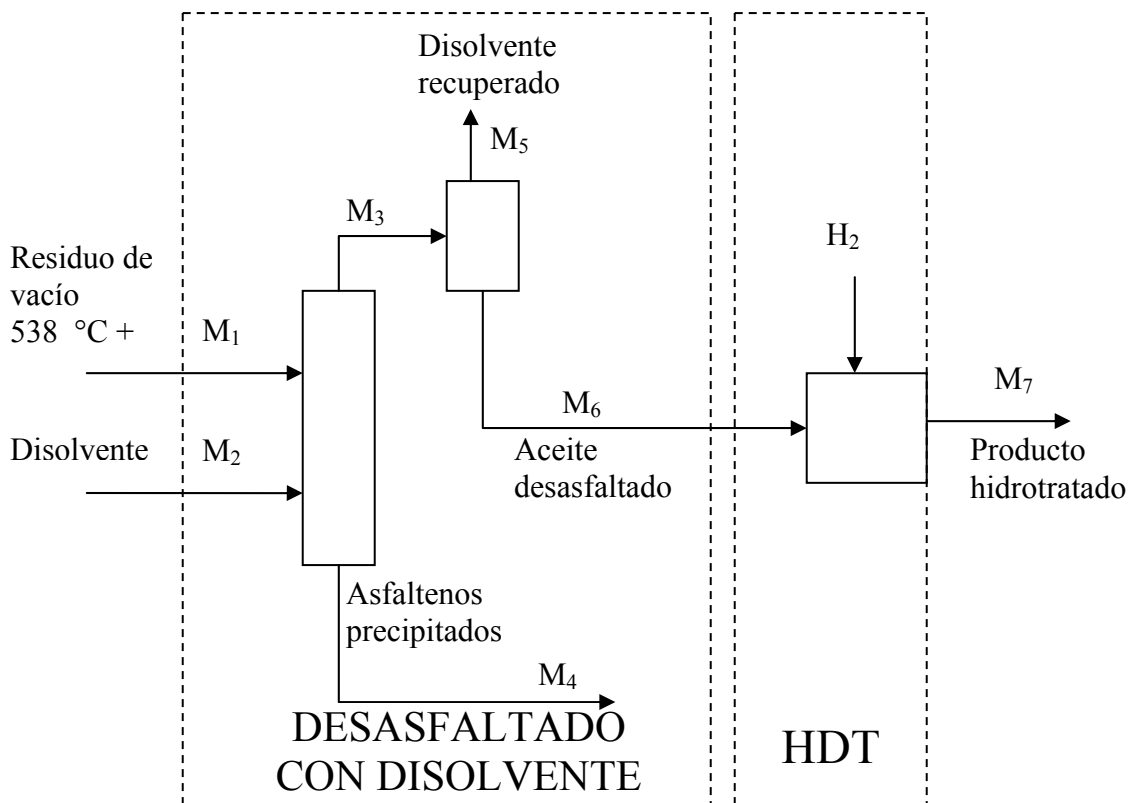 Disolvente
recuperado
M₅
M₃
H₂
Residuo de
vacío
538 °C +
M₁
M₇
M₆
Disolvente
M₂
Aceite
desasfaltado
Producto
hidrotratado
Asfaltenos
precipitados
M₄
DESASFALTADO
CON DISOLVENTE
HDT